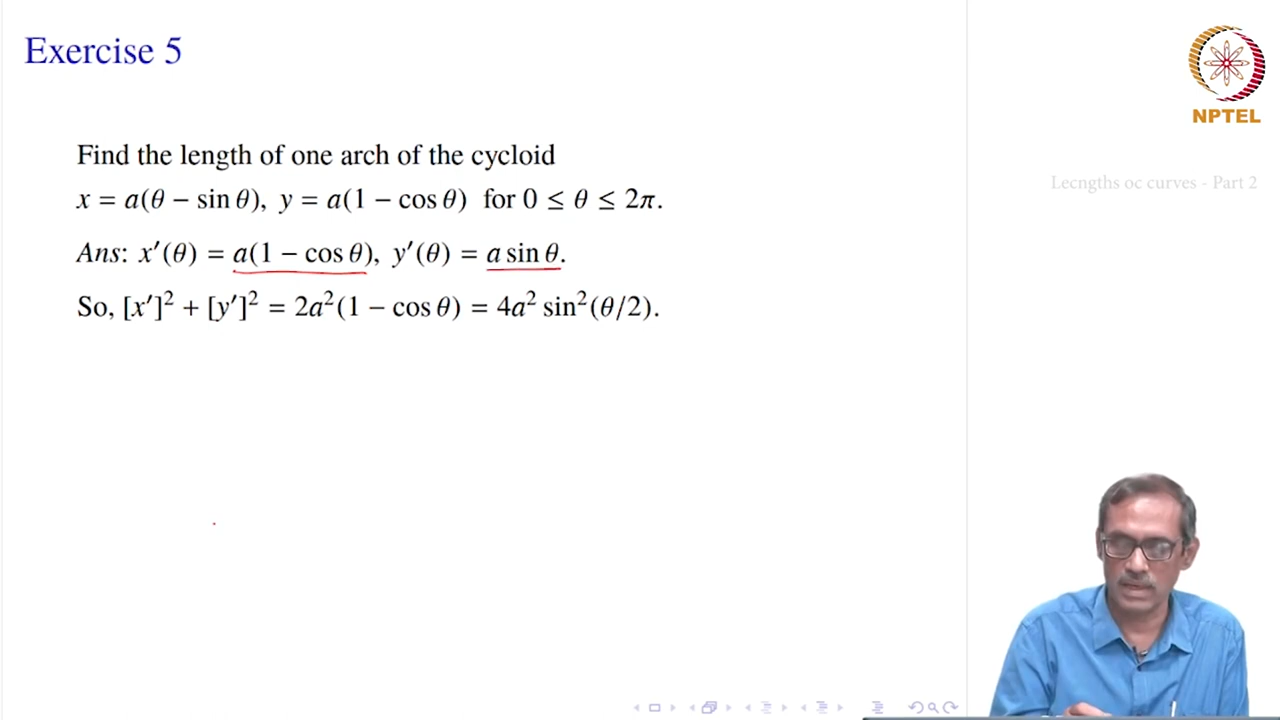 Exercise 5
NPTEL
Find the length of one arch of the cycloid
x = a(θ − sin θ), y = a(1 − cos θ) for 0 ≤ θ ≤ 2π.
Lecngths oc curves - Part 2
Ans: x′(θ) = a(1 − cos θ), y′(θ) = a sin θ.
So, [x′]² + [y′]² = 2a²(1 − cos θ) = 4a² sin²(θ/2).